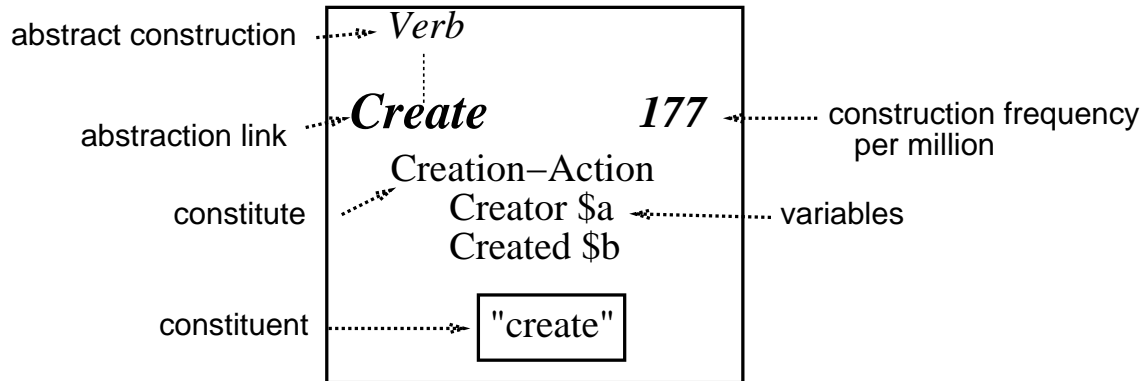 abstract construction
Verb
Create
177
abstraction link
construction frequency
per million
Creation−Action
constitute
Creator $a
variables
Created $b
constituent
"create"